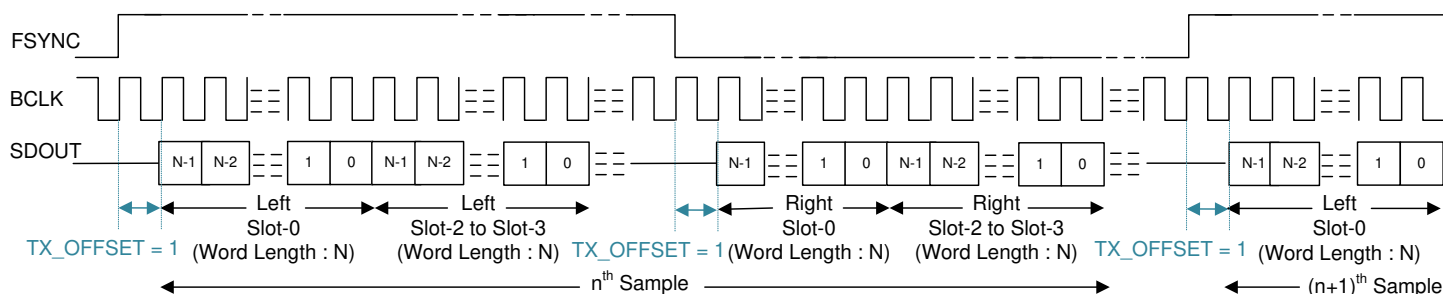 FSYNC
BCLK
SDOUT
N-1 N-2 1 0 N-1 N-2 1 0 N-1 1 0 N-1 N-2 1 0 N-1 N-2 1 0
Left Left Right Right Left
Slot-0 Slot-2 to Slot-3 Slot-0 Slot-2 to Slot-3 Slot-0
TX_OFFSET = 1 (Word Length : N) (Word Length : N) TX_OFFSET = 1 (Word Length : N) (Word Length : N) TX_OFFSET = 1 (Word Length : N)
nth Sample (n+1)th Sample